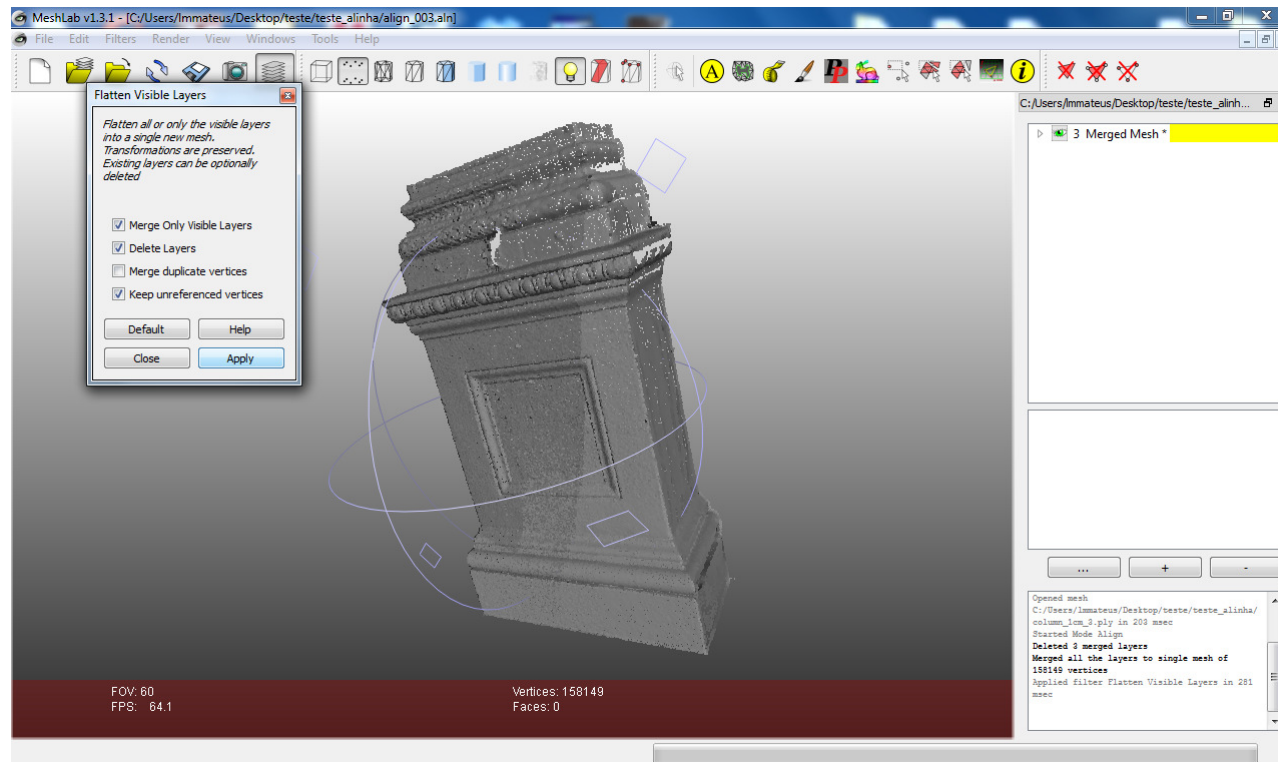 MeshLab v1.3.1 - [C:/Users/lmmateus/Desktop/teste/teste_alinha/align_003.aln]
File Edit Filters Render View Windows Tools Help
Flatten Visible Layers
Flatten all or only the visible layers
into a single new mesh.
Transformations are preserved.
Existing layers can be optionally
deleted
Merge Only Visible Layers
Delete Layers
Merge duplicate vertices
Keep unreferenced vertices
Default Help
Close Apply
C:/Users/lmmateus/Desktop/teste/teste_alinh...
3 Merged Mesh *
... + -
Opened mesh
C:/Users/lmmateus/Desktop/teste/teste_alinha/
column_1cm_3.ply in 203 msec
Started Mode Align
Deleted 3 merged layers
Merged all the layers to single mesh of
158149 vertices
Applied filter Flatten Visible Layers in 281
msec
FOV: 60
FPS: 64.1
Vertices: 158149
Faces: 0